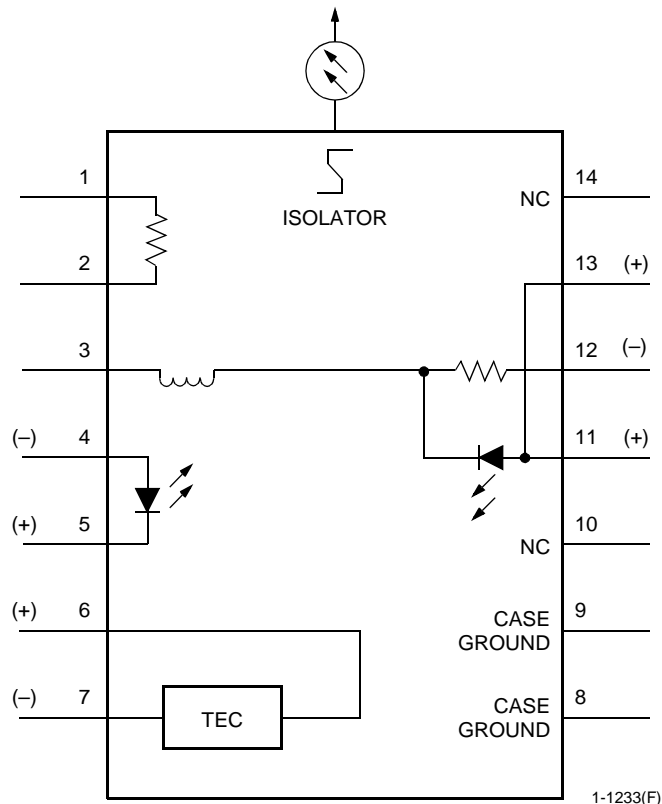 1
14
NC
ISOLATOR
2
13 (+)
3
12 (–)
(–) 4
11 (+)
(+) 5
10
NC
(+) 6
CASE
GROUND
9
(–) 7
TEC
CASE
GROUND
8
1-1233(F)